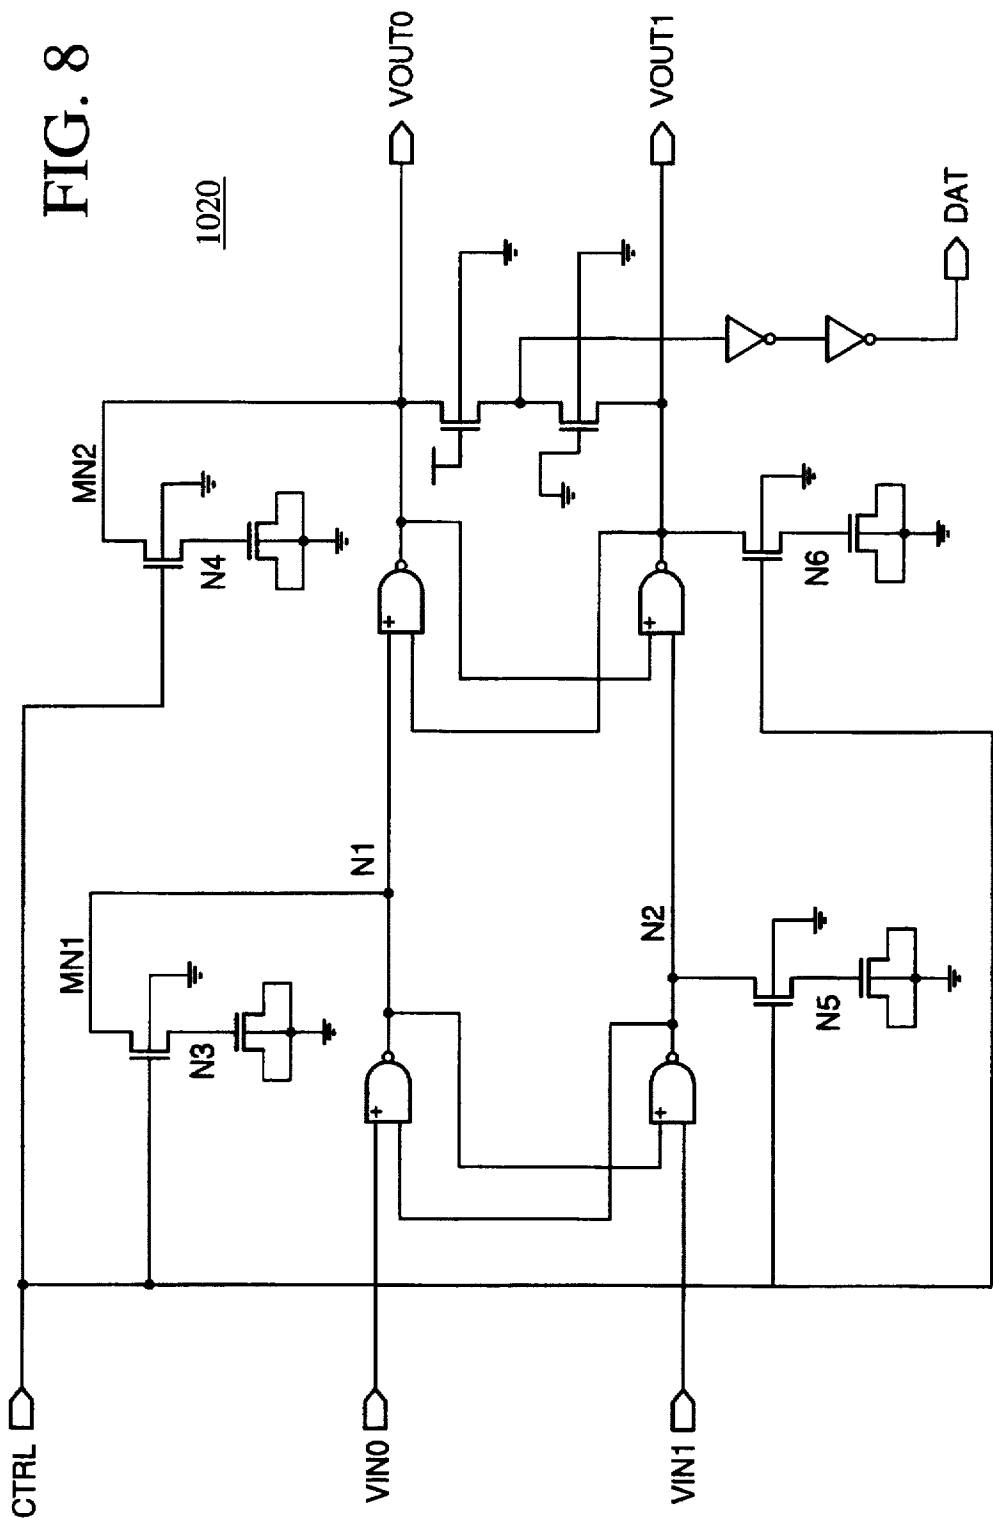 FIG. 8
1020
CTRL
MN1
N3
MN2
N4
VIN0
N1
VOUT0
VIN1
N2
VOUT1
N5
N6
DAT
+
+
+
+